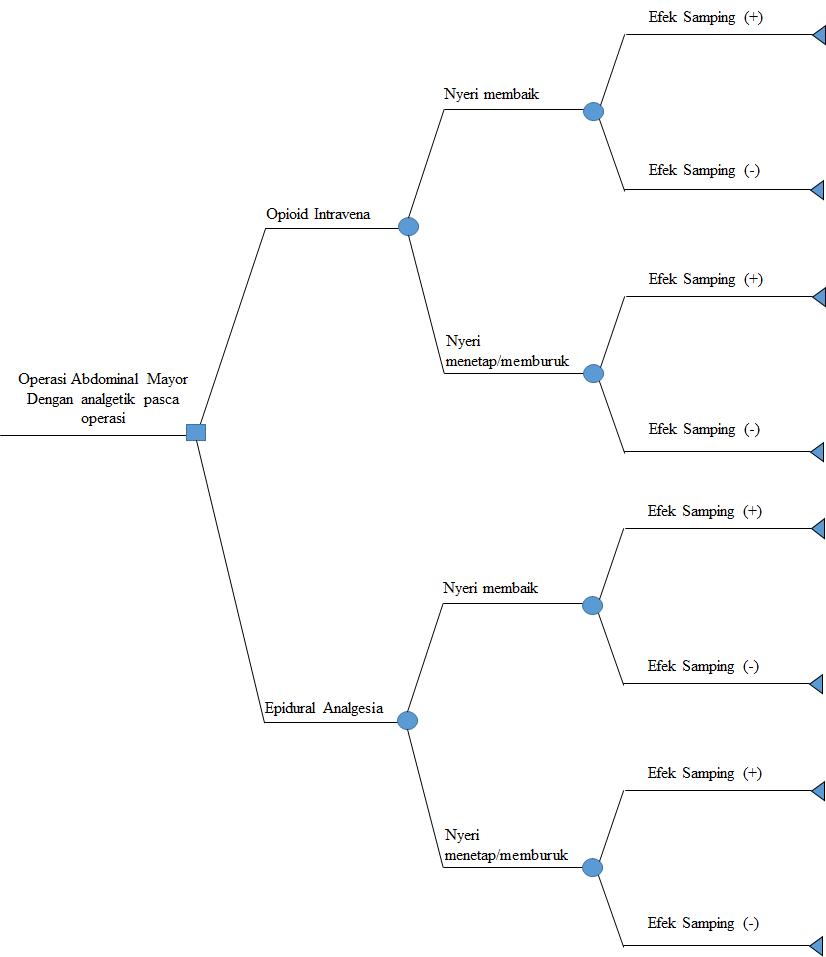 Efek Samping (+)
Nyeri membaik
Efek Samping (-)
Opioid Intravena
Efek Samping (+)
Nyeri
menetap/memburuk
Operasi Abdominal Mayor
Dengan analgetik pasca
operasi
Efek Samping (-)
Efek Samping (+)
Nyeri membaik
Efek Samping (-)
Epidural Analgesia
Efek Samping (+)
Nyeri
menetap/memburuk
Efek Samping (-)